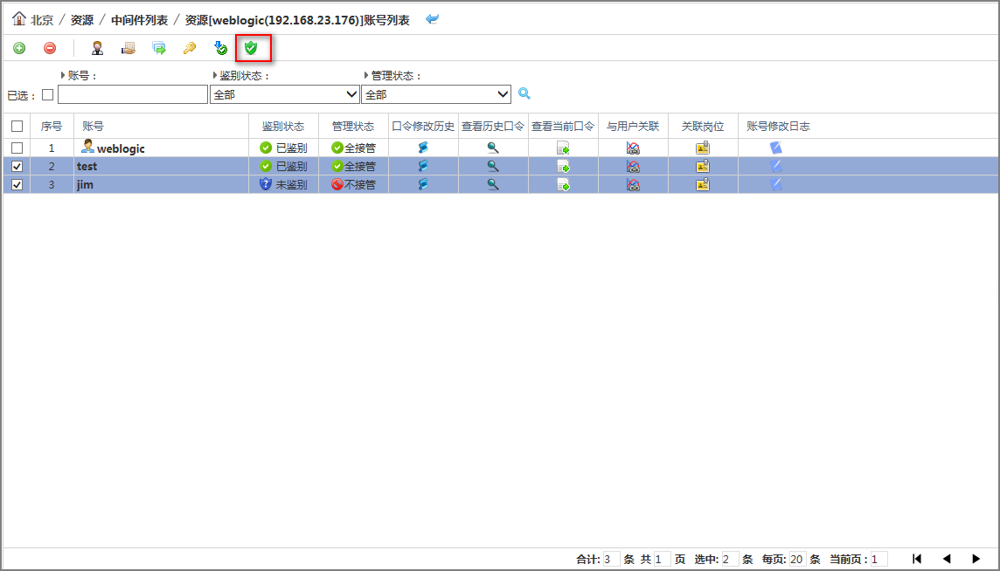 北京 / 资源 / 中间件列表 / 资源[weblogic(192.168.23.176)]账号列表
账号： 鉴别状态： 管理状态：
已选： 全部 全部
序号 账号 鉴别状态 管理状态 口令修改历史 查看历史口令 查看当前口令 与用户关联 关联岗位 账号修改日志
1 weblogic 已鉴别 全接管
2 test 已鉴别 全接管
3 jim 未鉴别 不接管
合计: 3 条 共 1 页 选中: 2 条 每页: 20 条 当前页: 1